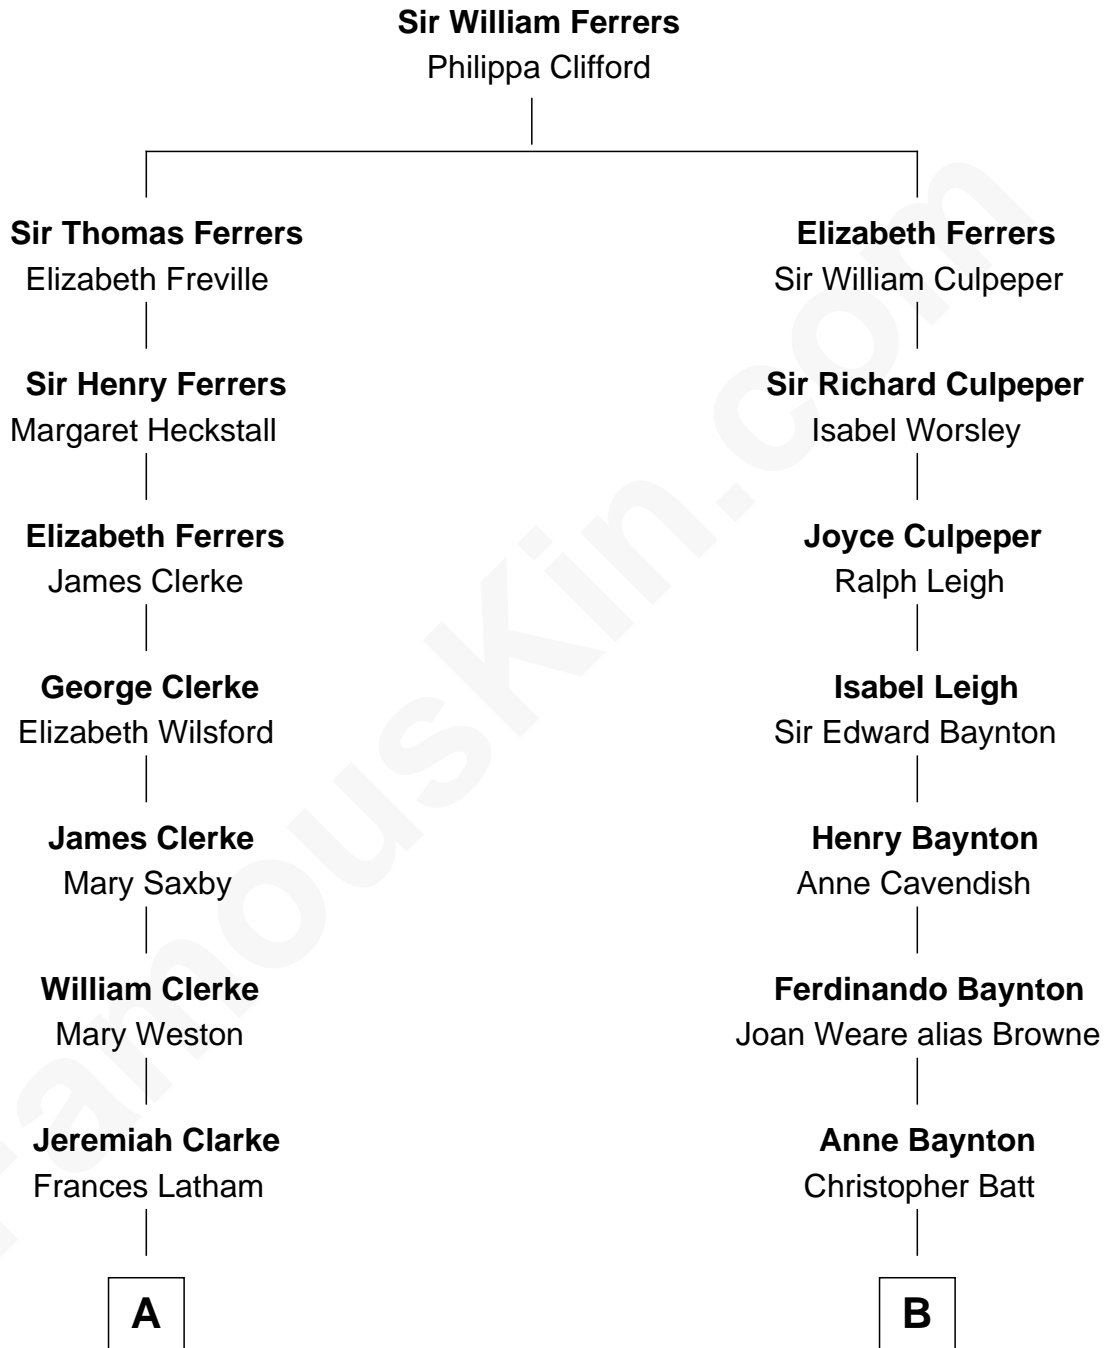 Sir William Ferrers
Philippa Clifford
Sir Thomas Ferrers
Elizabeth Freville
Elizabeth Ferrers
Sir William Culpeper
Sir Henry Ferrers
Margaret Heckstall
Sir Richard Culpeper
Isabel Worsley
Elizabeth Ferrers
James Clerke
Joyce Culpeper
Ralph Leigh
George Clerke
Elizabeth Wilsford
Isabel Leigh
Sir Edward Baynton
James Clerke
Mary Saxby
Henry Baynton
Anne Cavendish
William Clerke
Mary Weston
Ferdinando Baynton
Joan Weare alias Browne
Jeremiah Clarke
Frances Latham
Anne Baynton
Christopher Batt
A
B
FamousKin.com